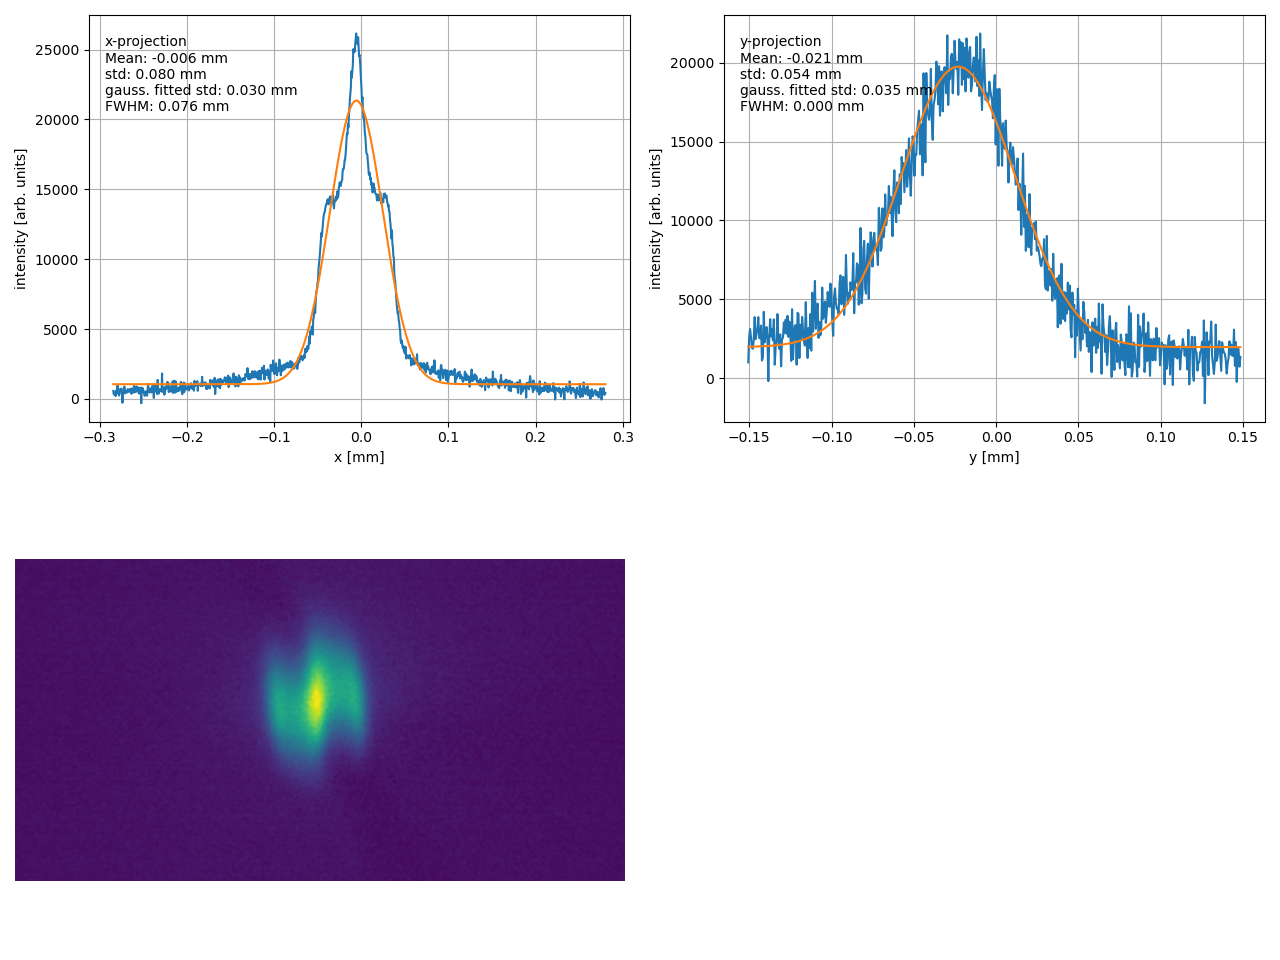 x-projection
Mean: -0.006 mm
std: 0.080 mm
gauss. fitted std: 0.030 mm
FWHM: 0.076 mm
25000
20000
15000
10000
5000
0
intensity [arb. units]
−0.3 −0.2 −0.1 0.0 0.1 0.2 0.3
x [mm]
y-projection
Mean: -0.021 mm
std: 0.054 mm
gauss. fitted std: 0.035 mm
FWHM: 0.000 mm
20000
15000
10000
5000
0
intensity [arb. units]
−0.15 −0.10 −0.05 0.00 0.05 0.10 0.15
y [mm]